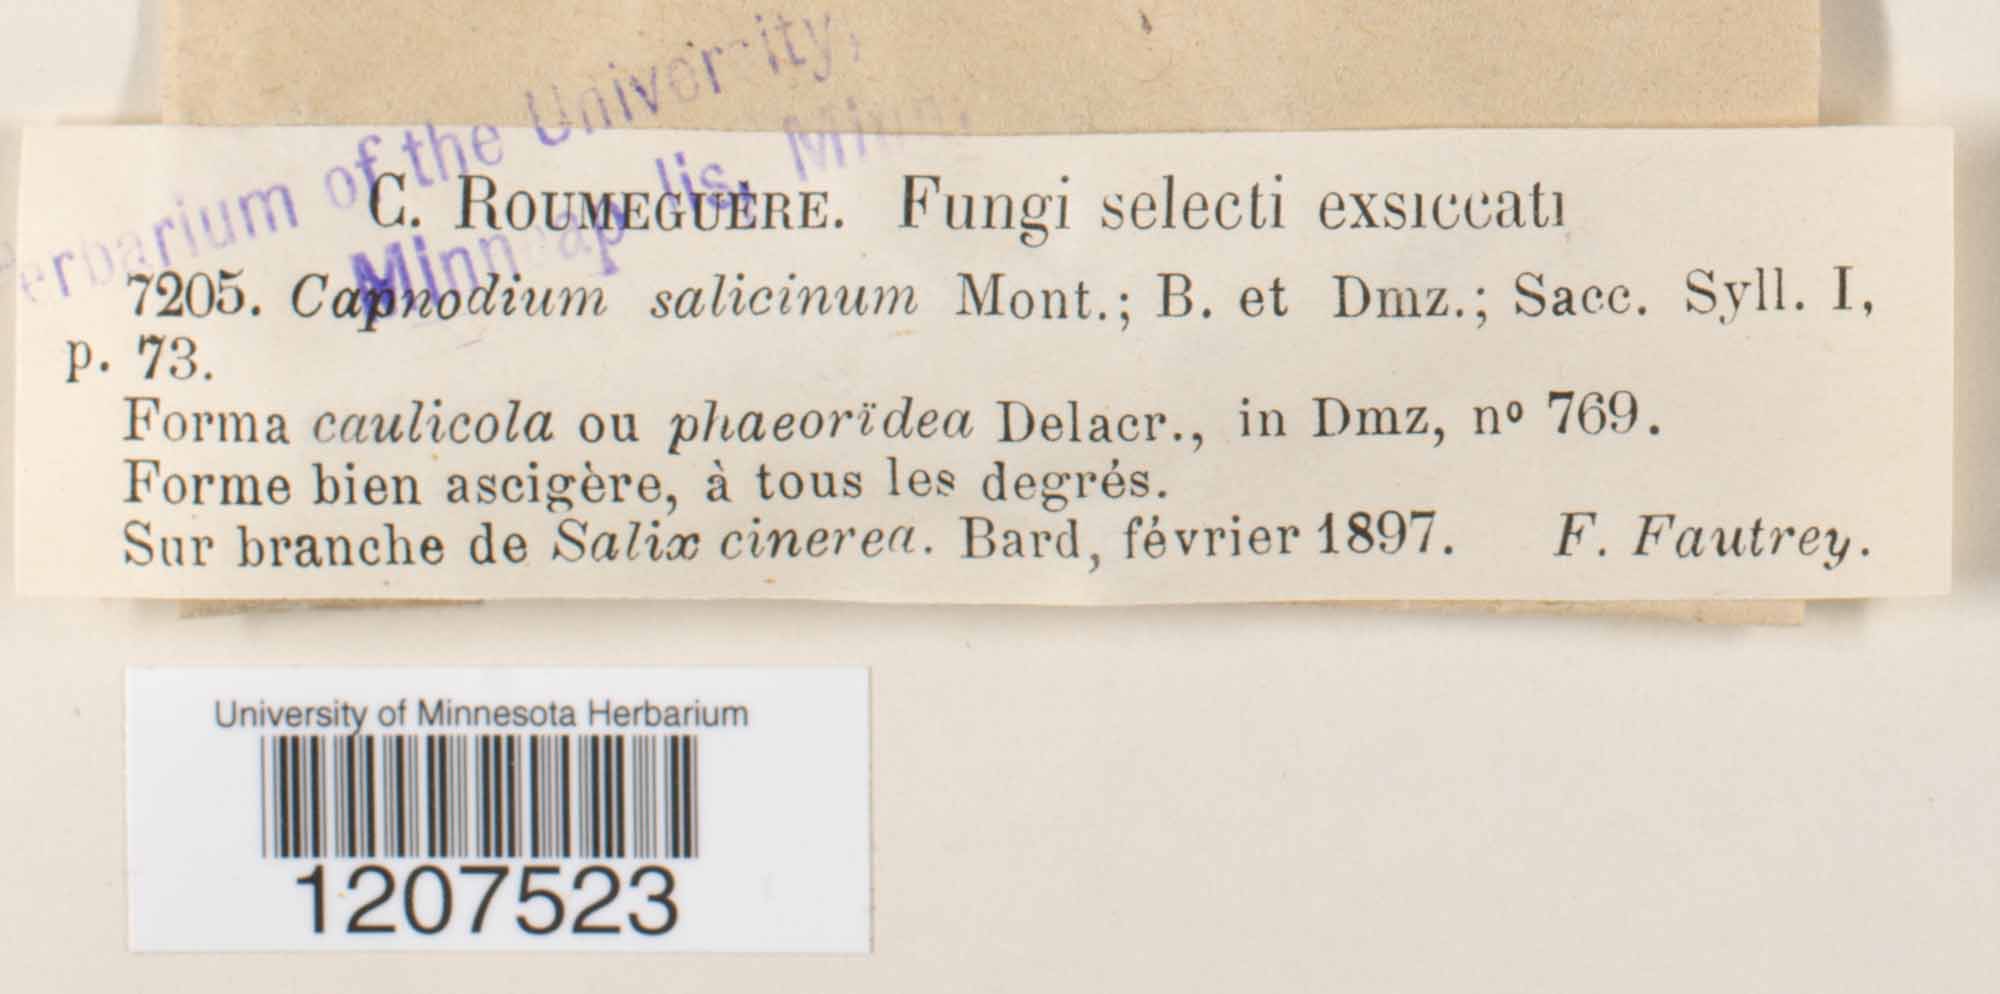 Herbarium of the University,
Minneapolis, Minn.
C. ROUMEGUÈRE. Fungi selecti exsiccati
7205. Capnodium salicinum Mont.; B. et Dmz.; Sacc. Syll. I,
p. 73.
Forma caulicola ou phaeorïdea Delacr., in Dmz, nº 769.
Forme bien ascigère, à tous les degrés.
Sur branche de Salix cinerea. Bard, février 1897. F. Fautrey.
University of Minnesota Herbarium
1207523